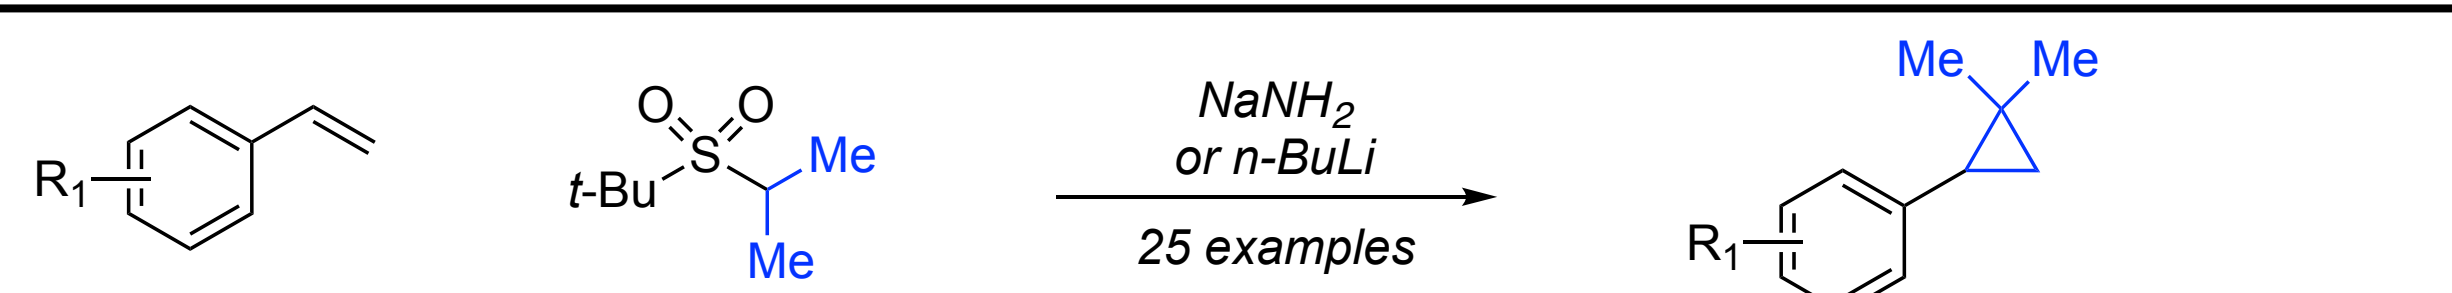 R1
O O
S
t-Bu
Me
Me
NaNH2
or n-BuLi
25 examples
Me Me
R1